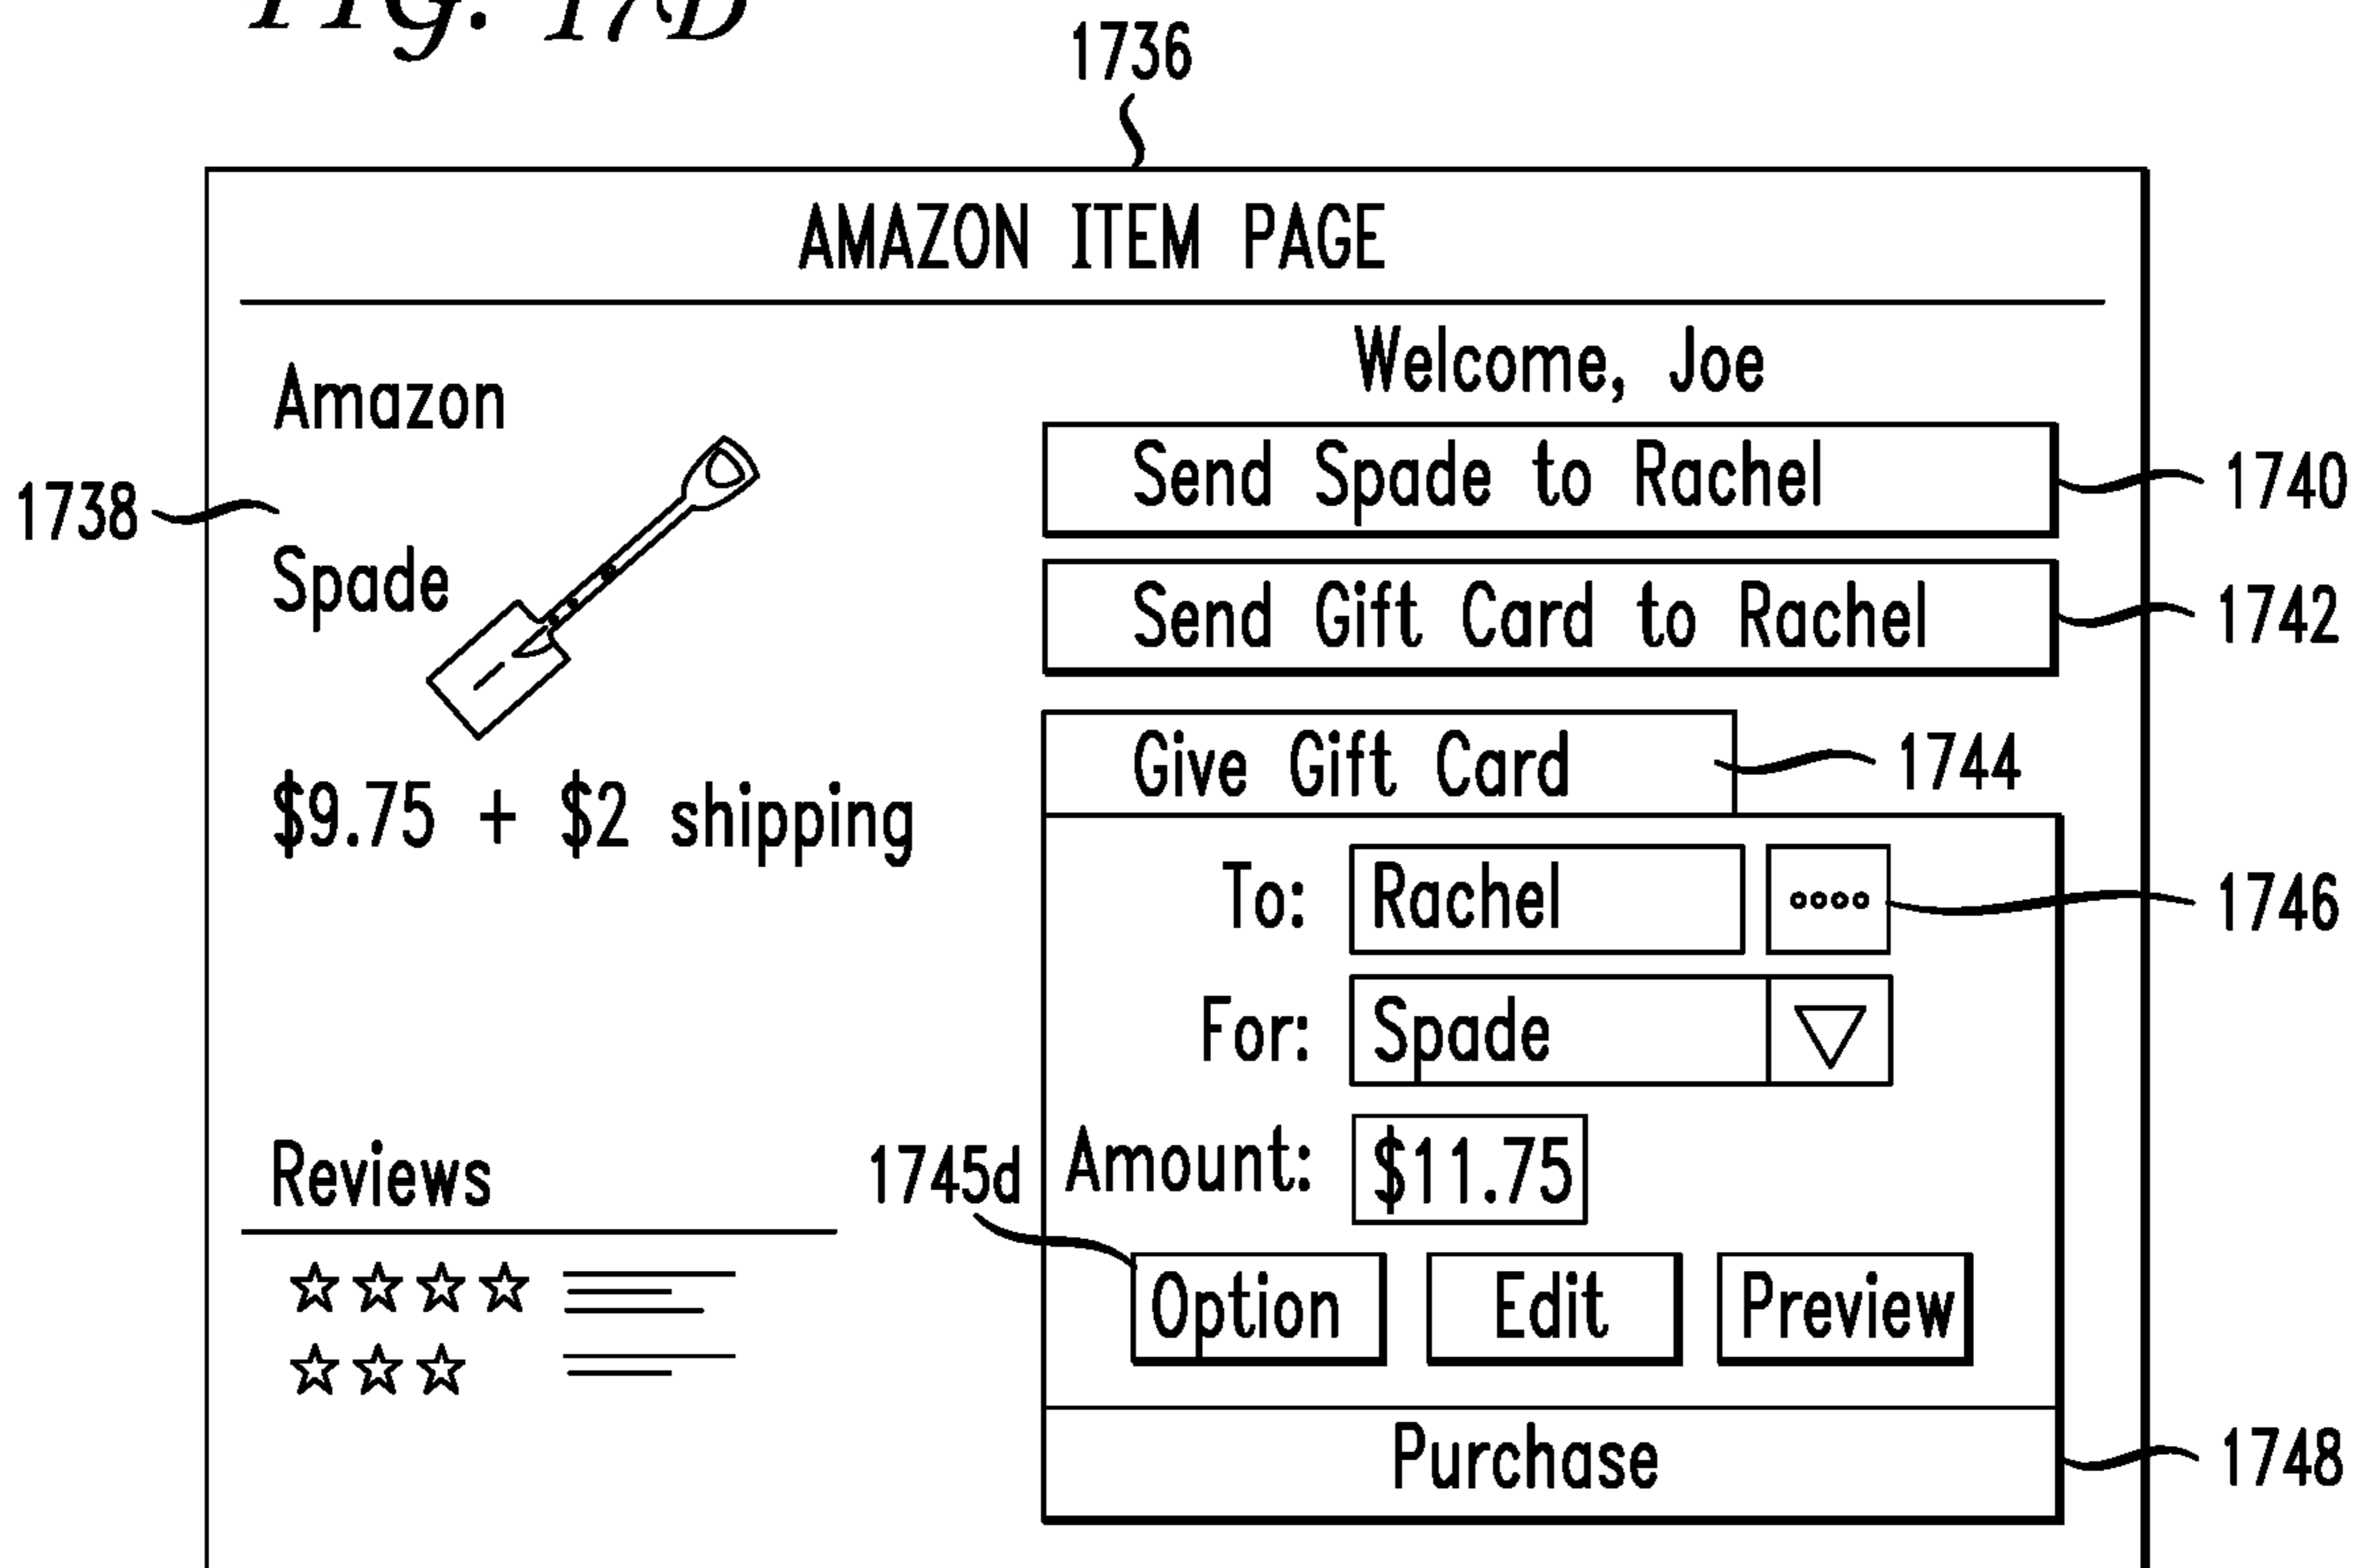 FIG. 17D
1736
AMAZON ITEM PAGE
Welcome, Joe
Amazon
Send Spade to Rachel
1740
1738
Spade
Send Gift Card to Rachel
1742
Give Gift Card
1744
$9.75 + $2 shipping
To: Rachel
1746
For: Spade
Reviews
1745d
Amount: $11.75
Option Edit Preview
Purchase
1748